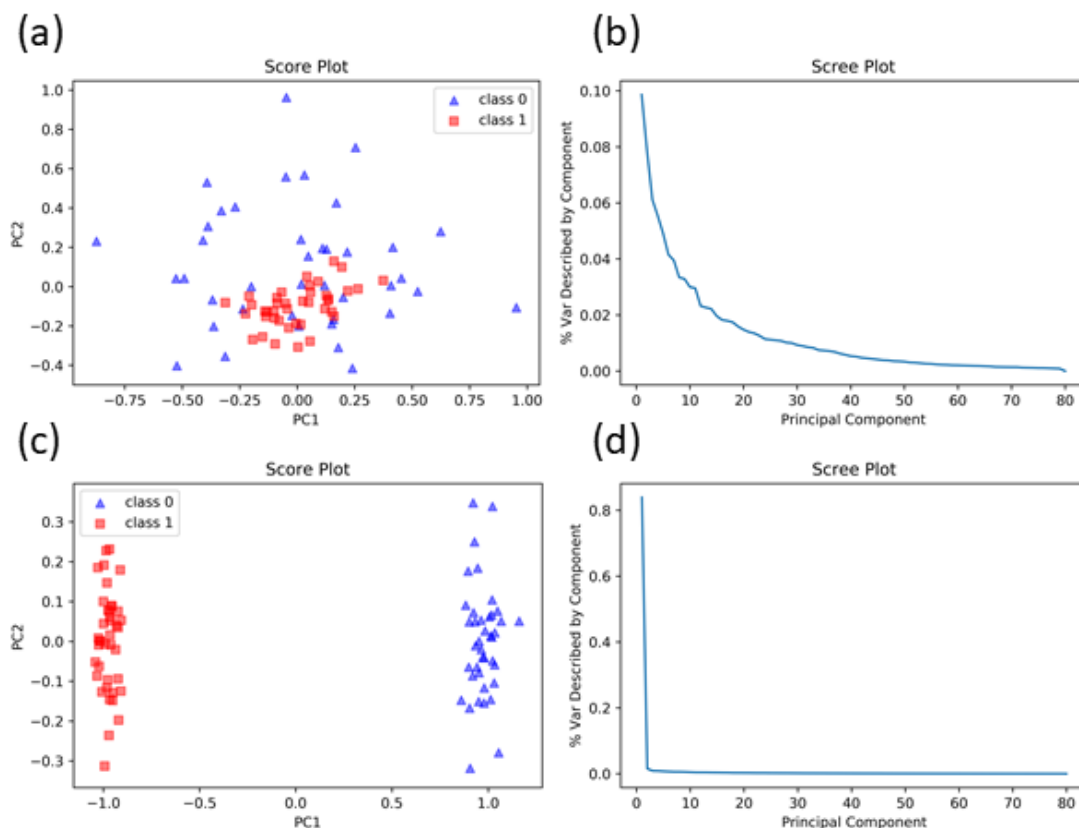 (a)
Score Plot
1.0
0.8
0.6
0.4
0.2
0.0
−0.2
−0.4
PC2
class 0
class 1
−0.75 −0.50 −0.25 0.00 0.25 0.50 0.75 1.00
PC1
(b)
Scree Plot
0.10
0.08
0.06
0.04
0.02
0.00
% Var Described by Component
0 10 20 30 40 50 60 70 80
Principal Component
(c)
Score Plot
0.3
0.2
0.1
0.0
−0.1
−0.2
−0.3
PC2
class 0
class 1
−1.0 −0.5 0.0 0.5 1.0
PC1
(d)
Scree Plot
0.8
0.6
0.4
0.2
0.0
% Var Described by Component
0 10 20 30 40 50 60 70 80
Principal Component